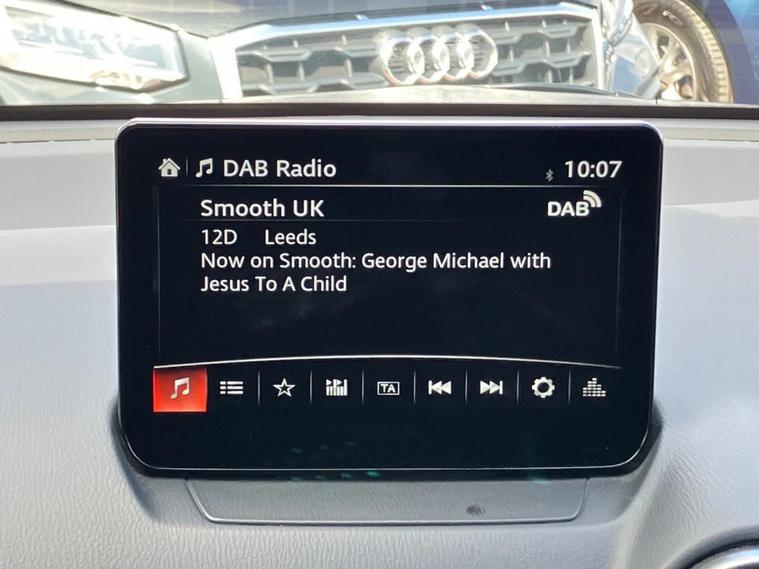 DAB Radio 10:07
Smooth UK DAB
12D Leeds
Now on Smooth: George Michael with
Jesus To A Child
TA